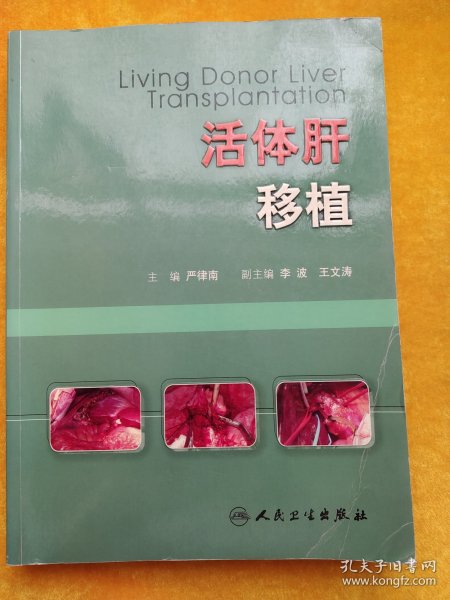 Living Donor Liver
Transplantation
活体肝
移植
主 编 严律南 副主编 李 波 王文涛
人民卫生出版社
孔夫子旧书网
www.kongfz.com